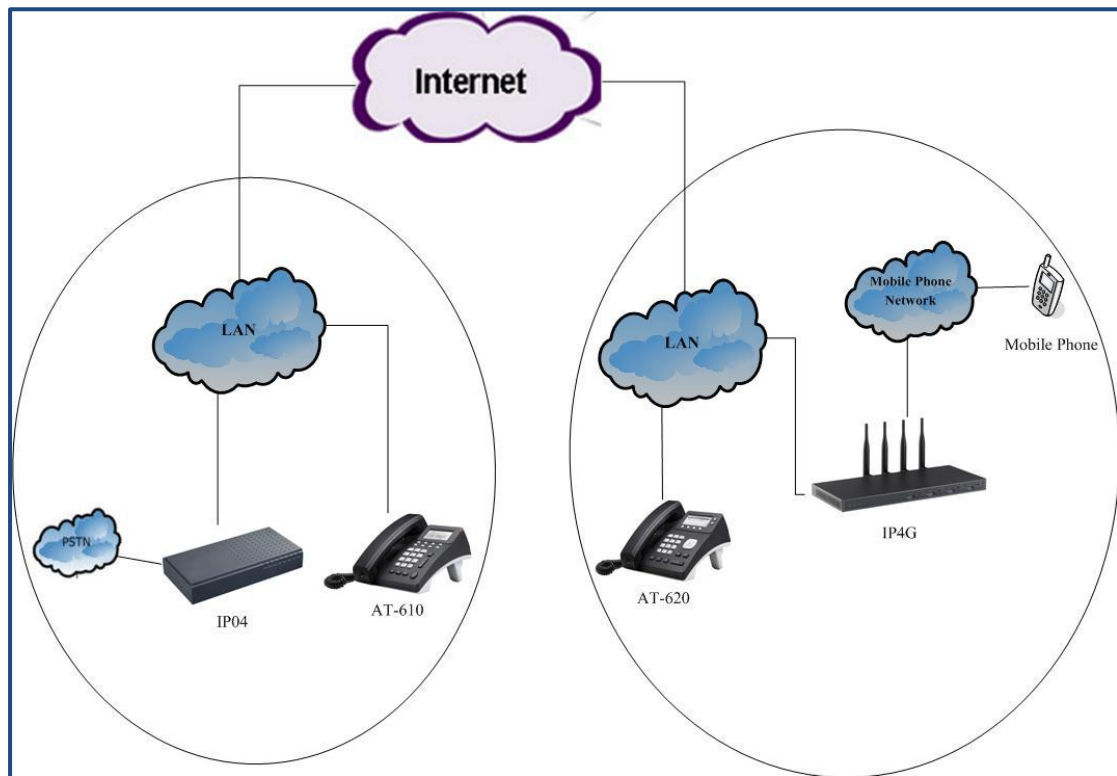 Internet
LAN
PSTN
IP04
AT-610
LAN
Mobile Phone
Network
Mobile Phone
AT-620
IP4G